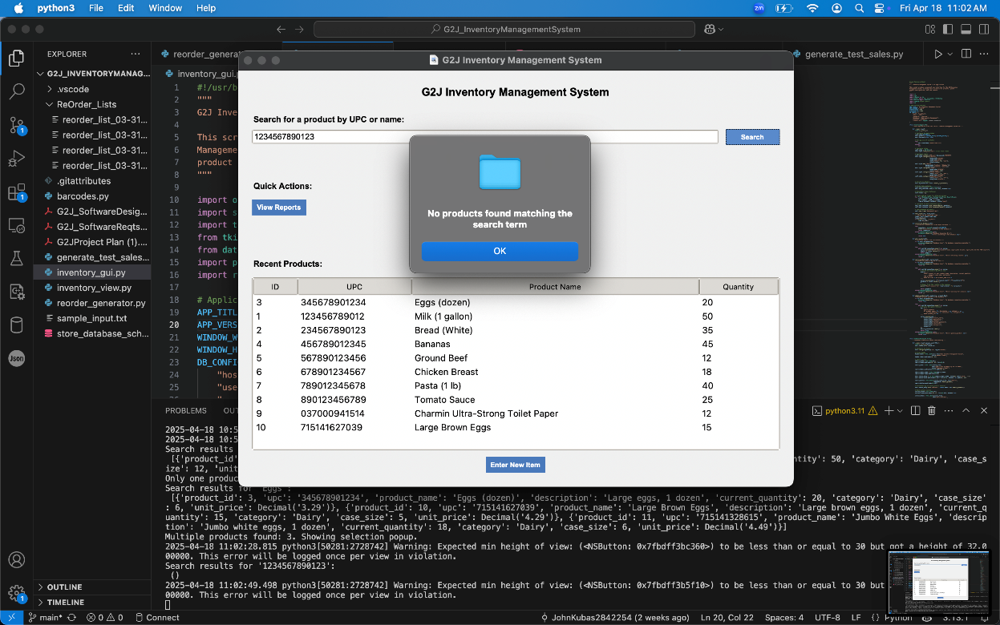 python3 File Edit Window Help Fri Apr 18 11:02 AM
G2J_InventoryManagementSystem
EXPLORER
G2J_INVENTORYMANAG...
.vscode
ReOrder_Lists
reorder_list_03-31...
reorder_list_03-31...
reorder_list_03-31...
reorder_list_03-31...
.gitattributes
barcodes.py
G2J_SoftwareDesig...
G2J_SoftwareReqts...
G2JProject Plan (1)....
generate_test_sales...
inventory_gui.py
inventory_view.py
reorder_generator.py
sample_input.txt
store_database_sch...
OUTLINE
TIMELINE
reorder_genera
generate_test_sales.py
inventory_gui.
1 #!/usr/b
2 """
3 G2J Inve
4
5 This scr
6 Manageme
7 product
8 """
9
10 import o
11 import s
12 import t
13 from tki
14 from dat
15 import p
16 import r
17
18 # Applic
19 APP_TITL
20 APP_VERS
21 WINDOW_W
22 WINDOW_H
23 DB_CONFI
24 "hos
25 "use
G2J Inventory Management System
G2J Inventory Management System
Search for a product by UPC or name:
1234567890123
Search
Quick Actions:
View Reports
No products found matching the
search term
OK
Recent Products:
ID UPC Product Name Quantity
3 345678901234 Eggs (dozen) 20
1 123456789012 Milk (1 gallon) 50
2 234567890123 Bread (White) 35
4 456789012345 Bananas 45
5 567890123456 Ground Beef 12
6 678901234567 Chicken Breast 18
7 789012345678 Pasta (1 lb) 40
8 890123456789 Tomato Sauce 25
9 037000941514 Charmin Ultra-Strong Toilet Paper 12
10 715141627039 Large Brown Eggs 15
Enter New Item
PROBLEMS OUT
python3.11
2025-04-18 10:5
2025-04-18 10:5
Search results
[{'product_id' ntity': 50, 'category': 'Dairy', 'case_s
ize': 12, 'unit
Only one produc
Search results for 'Eggs':
[{'product_id': 3, 'upc': '345678901234', 'product_name': 'Eggs (dozen)', 'description': 'Large eggs, 1 dozen', 'current_quantity': 20, 'category': 'Dairy', 'case_size'
: 6, 'unit_price': Decimal('3.29')}, {'product_id': 10, 'upc': '715141627039', 'product_name': 'Large Brown Eggs', 'description': 'Large brown eggs, 1 dozen', 'current_q
uantity': 15, 'category': 'Dairy', 'case_size': 5, 'unit_price': Decimal('4.29')}, {'product_id': 11, 'upc': '715141328615', 'product_name': 'Jumbo White Eggs', 'descrip
tion': 'Jumbo white eggs, 1 dozen', 'current_quantity': 18, 'category': 'Dairy', 'case_size': 6, 'unit_price': Decimal('4.49')}]
Multiple products found: 3. Showing selection popup.
2025-04-18 11:02:28.815 python3[50281:2728742] Warning: Expected min height of view: (<NSButton: 0x7fbdff3bc360>) to be less than or equal to 30 but got a height of 32.0
00000. This error will be logged once per view in violation.
Search results for '1234567890123':
()
2025-04-18 11:02:49.498 python3[50281:2728742] Warning: Expected min height of view: (<NSButton: 0x7fbdff3b5f10>) to be less than or equal to 30 but
00000. This error will be logged once per view in violation.
main* 0 0 Connect JohnKubas2842254 (2 weeks ago) Ln 20, Col 22 Spaces: 4 UTF-8 LF {} Python 3.13.1